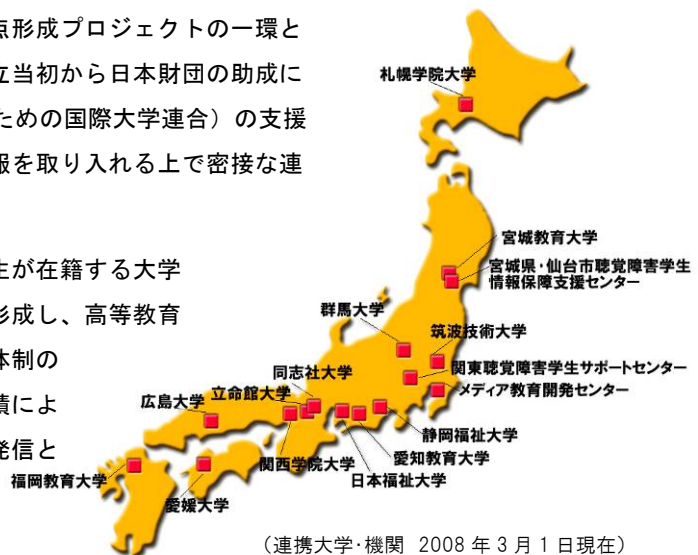 点形成プロジェクトの一環と
立当初から日本財団の助成に
ための国際大学連合）の支援
報を取り入れる上で密接な連
生が在籍する大学
形成し、高等教育
体制の
績によ
発信と
札幌学院大学
宮城教育大学
宮城県・仙台市聴覚障害学生
情報保障支援センター
群馬大学
筑波技術大学
関東聴覚障害学生サポートセンター
メディア教育開発センター
同志社大学
立命館大学
広島大学
静岡福祉大学
愛知教育大学
日本福祉大学
関西学院大学
福岡教育大学
愛媛大学
（連携大学・機関 2008 年 3 月 1 日現在）